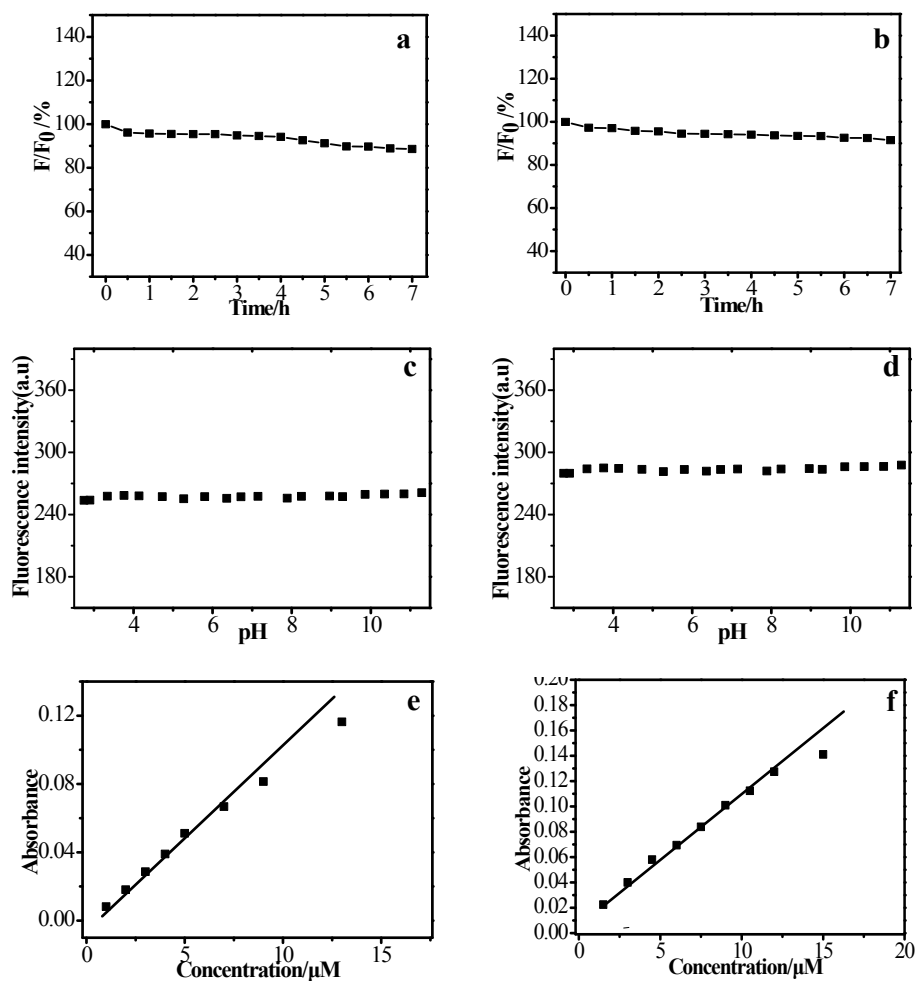 a
140
120
100
80
60
40
F/F0 /%
0 1 2 3 4 5 6 7
Time/h
b
140
120
100
80
60
40
F/F0 /%
0 1 2 3 4 5 6 7
Time/h
c
360
300
240
180
Fluorescence intensity(a.u)
4 6 8 10
pH
d
360
300
240
180
Fluorescence intensity(a.u)
4 6 8 10
pH
e
0.12
0.08
0.04
0.00
Absorbance
0 5 10 15
Concentration/μM
f
0.20
0.18
0.16
0.14
0.12
0.10
0.08
0.06
0.04
0.02
0.00
Absorbance
0 5 10 15 20
Concentration/μM